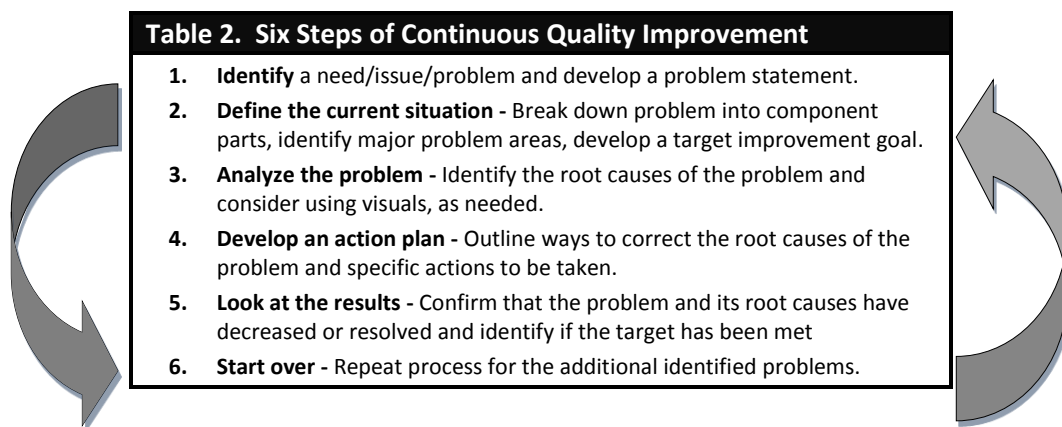 Table 2. Six Steps of Continuous Quality Improvement
1. Identify a need/issue/problem and develop a problem statement.
2. Define the current situation - Break down problem into component
parts, identify major problem areas, develop a target improvement goal.
3. Analyze the problem - Identify the root causes of the problem and
consider using visuals, as needed.
4. Develop an action plan - Outline ways to correct the root causes of the
problem and specific actions to be taken.
5. Look at the results - Confirm that the problem and its root causes have
decreased or resolved and identify if the target has been met
6. Start over - Repeat process for the additional identified problems.